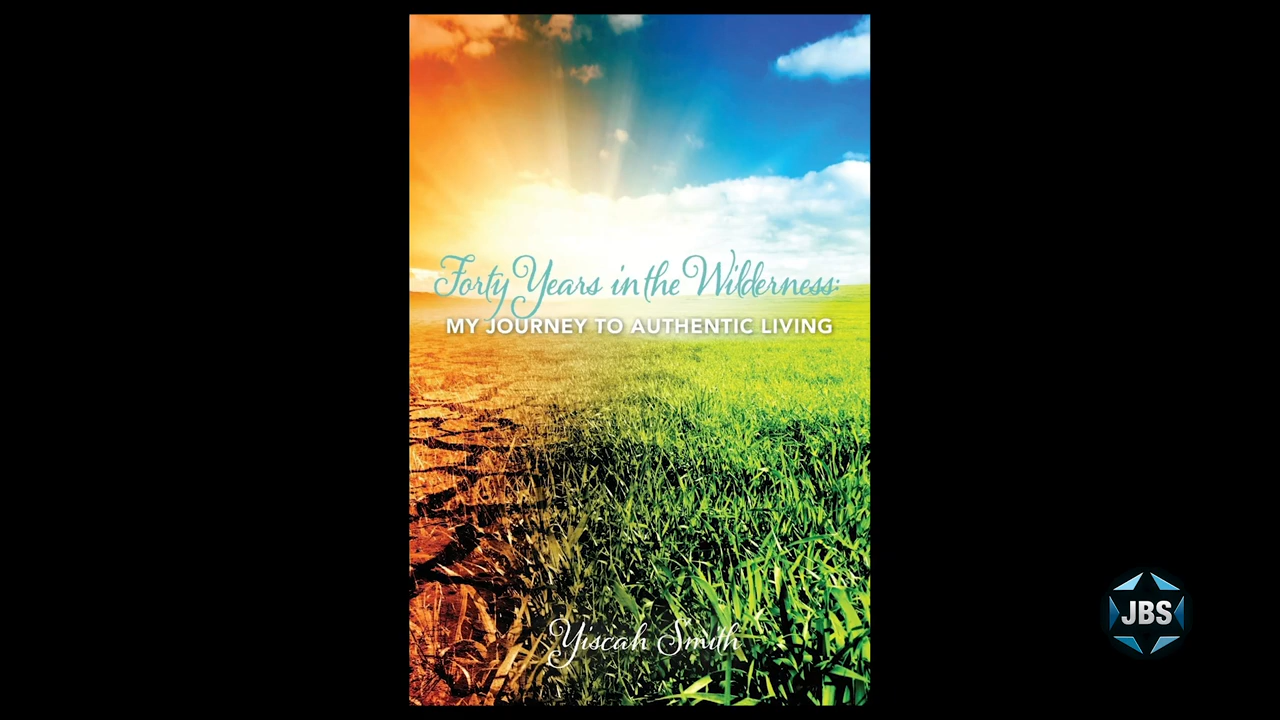 Forty Years in the Wilderness:
MY JOURNEY TO AUTHENTIC LIVING
Yiscah Smith
JBS